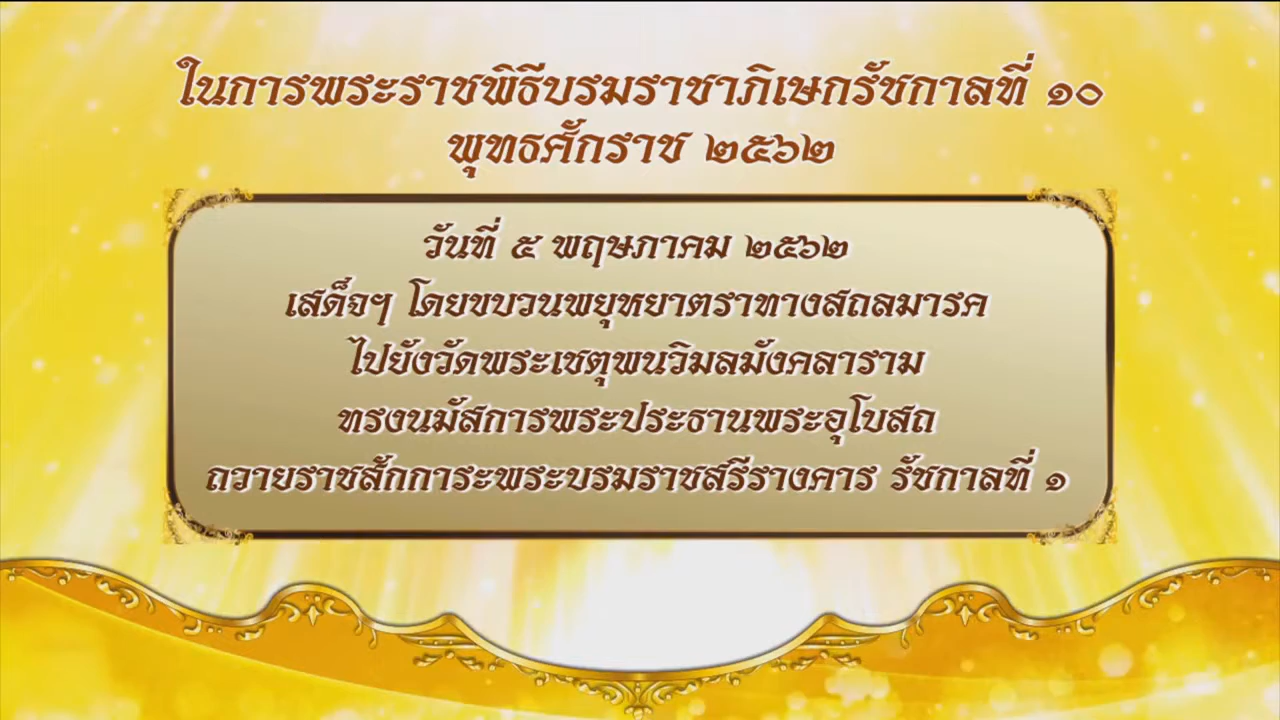 ในการพระราชพิธีบรมราชาภิเษกรัชกาลที่ ๑๐
พุทธศักราช ๒๕๖๒
วันที่ ๕ พฤษภาคม ๒๕๖๒
เสด็จฯ โดยขบวนพยุหยาตราทางสถลมารค
ไปยังวัดพระเชตุพนวิมลมังคลาราม
ทรงนมัสการพระประธานพระอุโบสถ
ถวายราชสักการะพระบรมราชสรีรางคาร รัชกาลที่ ๑